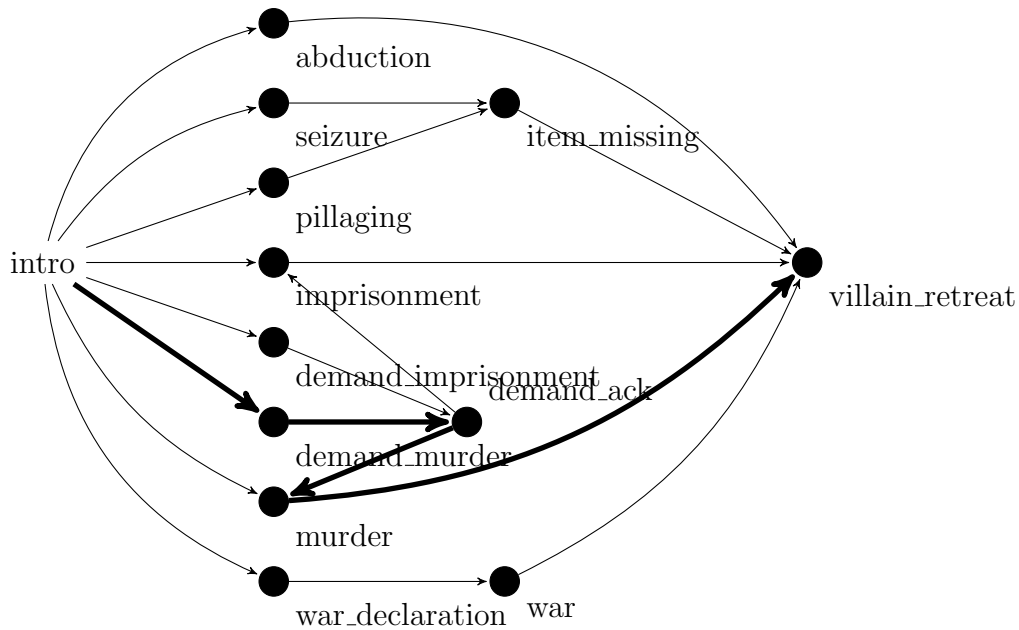 abduction
seizure
item_missing
pillaging
intro
imprisonment
villain_retreat
demand_imprisonment
demand_ack
demand_murder
murder
war_declaration
war